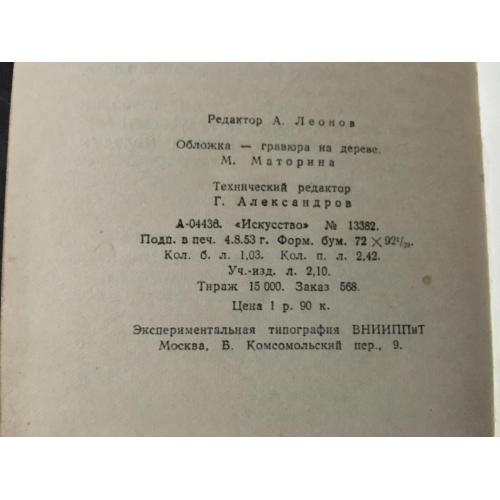 Редактор А. Леонов
Обложка — гравюра на дереве.
М. Маторина
Технический редактор
Г. Александров
А-04436. «Искусство» № 13382.
Подп. в печ. 4.8.53 г. Форм. бум. 72 × 92¹/₂₈.
Кол. б. л. 1,03. Кол. п. л. 2,42.
Уч.-изд. л. 2,10.
Тираж 15 000. Заказ 568.
Цена 1 р. 90 к.
Экспериментальная типография ВНИИППиТ
Москва, В. Комсомольский пер., 9.